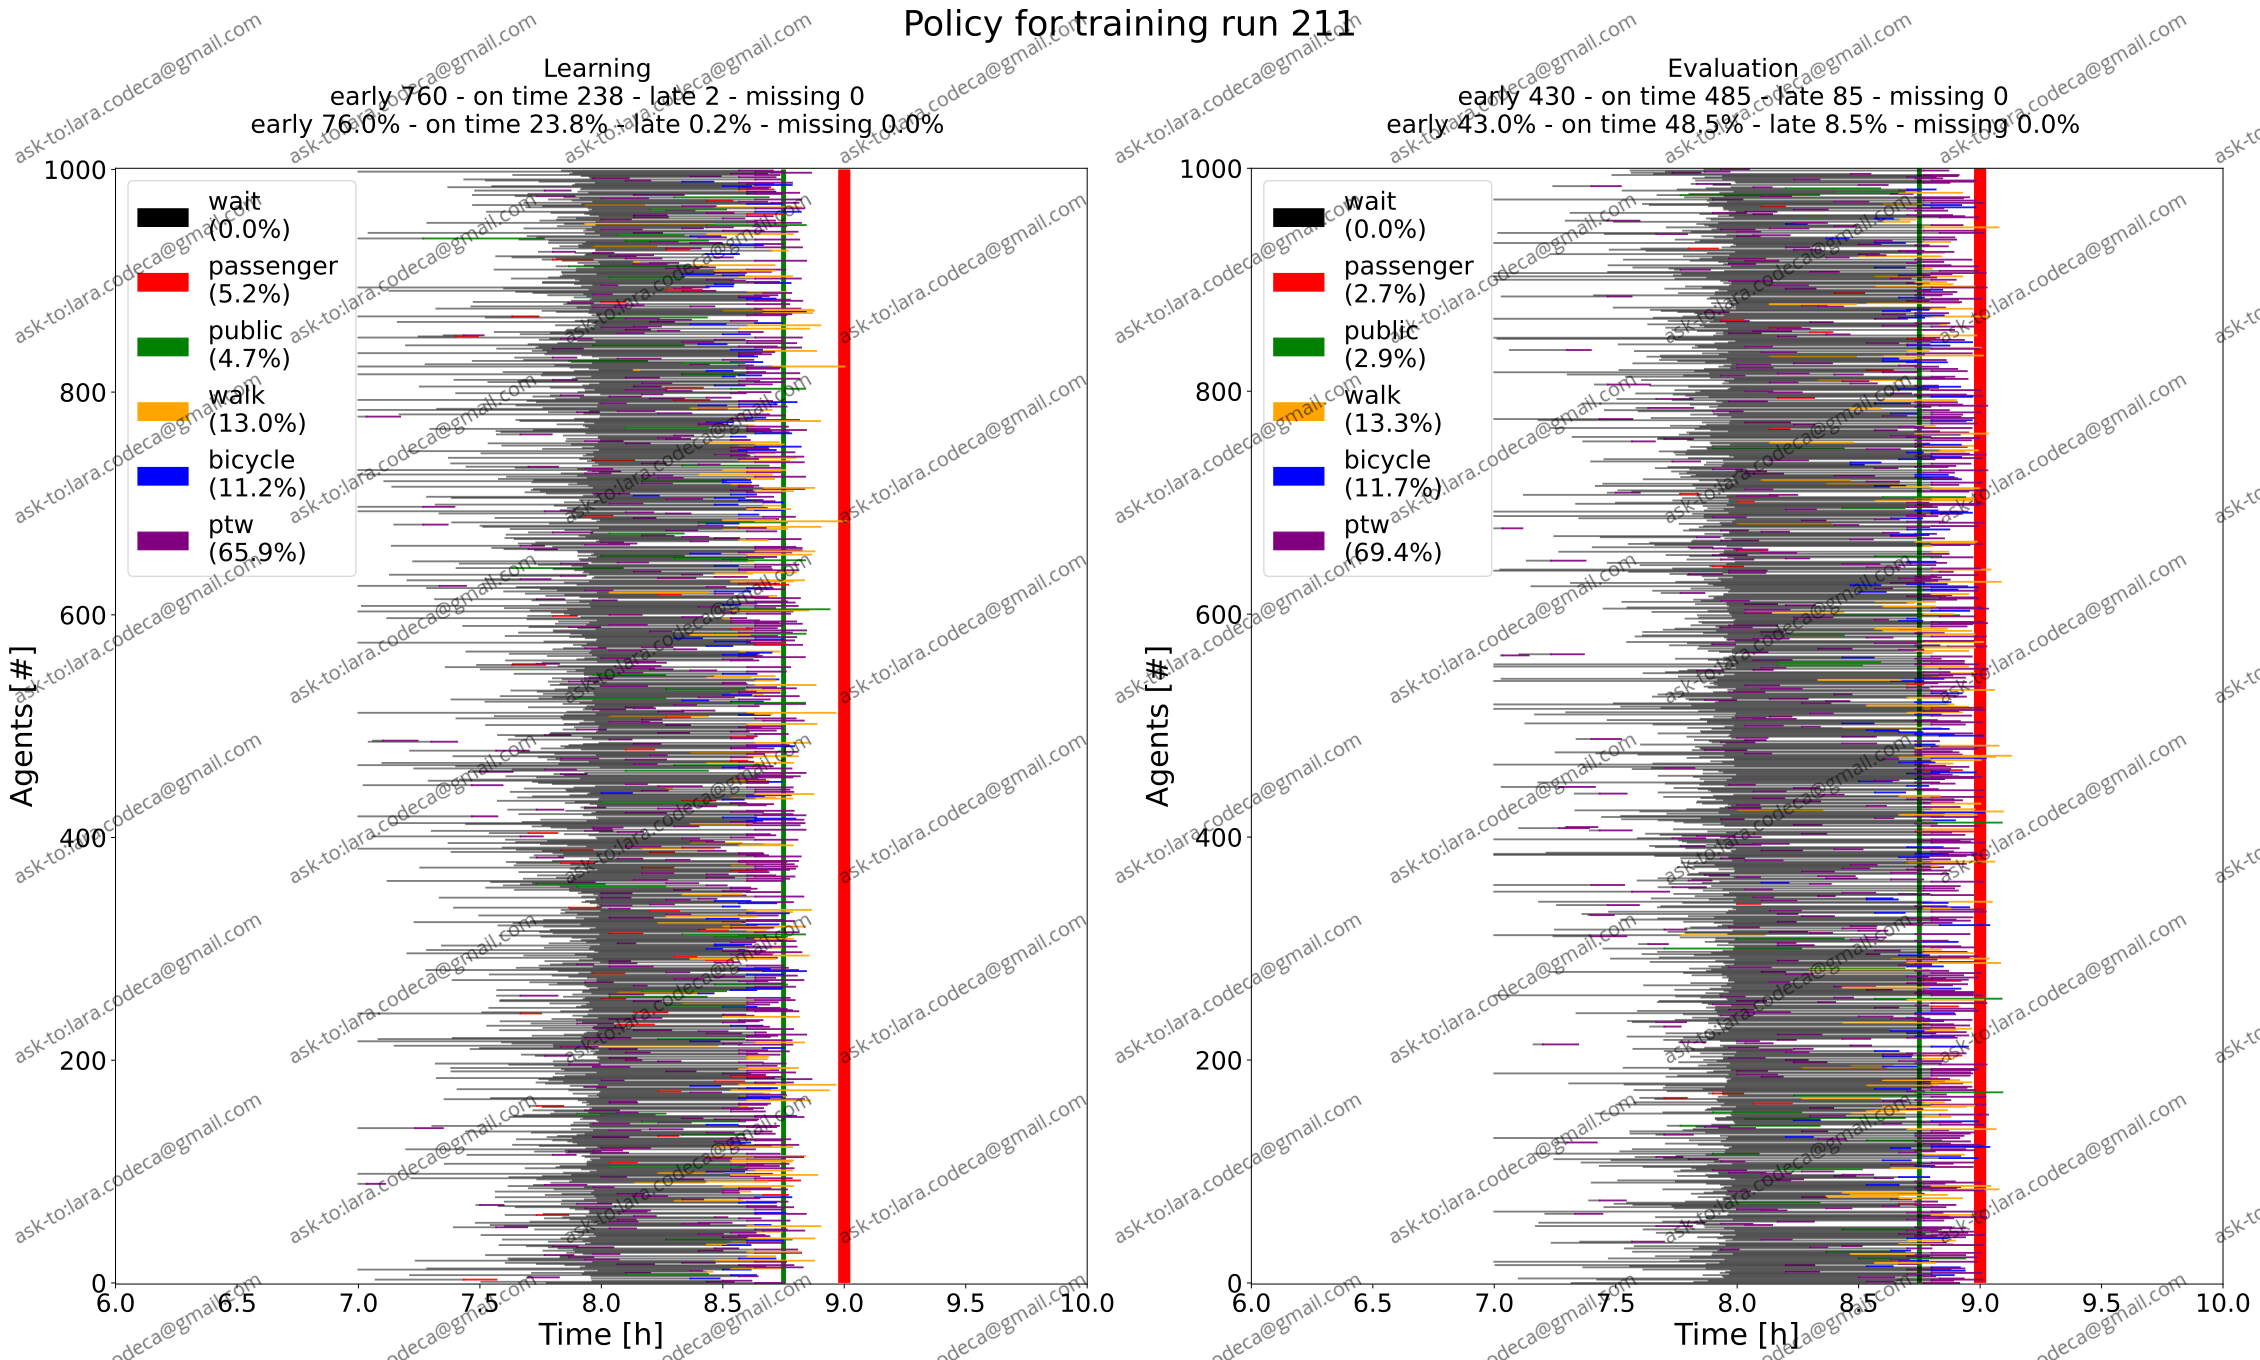 Policy for training run 211
Learning
early 760 - on time 238 - late 2 - missing 0
early 76.0% - on time 23.8% - late 0.2% - missing 0.0%
Evaluation
early 430 - on time 485 - late 85 - missing 0
early 43.0% - on time 48.5% - late 8.5% - missing 0.0%
1000
800
600
400
200
0
Agents [#]
wait
(0.0%)
passenger
(5.2%)
public
(4.7%)
walk
(13.0%)
bicycle
(11.2%)
ptw
(65.9%)
6.0 6.5 7.0 7.5 8.0 8.5 9.0 9.5 10.0
Time [h]
1000
800
600
400
200
0
Agents [#]
wait
(0.0%)
passenger
(2.7%)
public
(2.9%)
walk
(13.3%)
bicycle
(11.7%)
ptw
(69.4%)
6.0 6.5 7.0 7.5 8.0 8.5 9.0 9.5 10.0
Time [h]
ask-to:lara.codeca@gmail.com